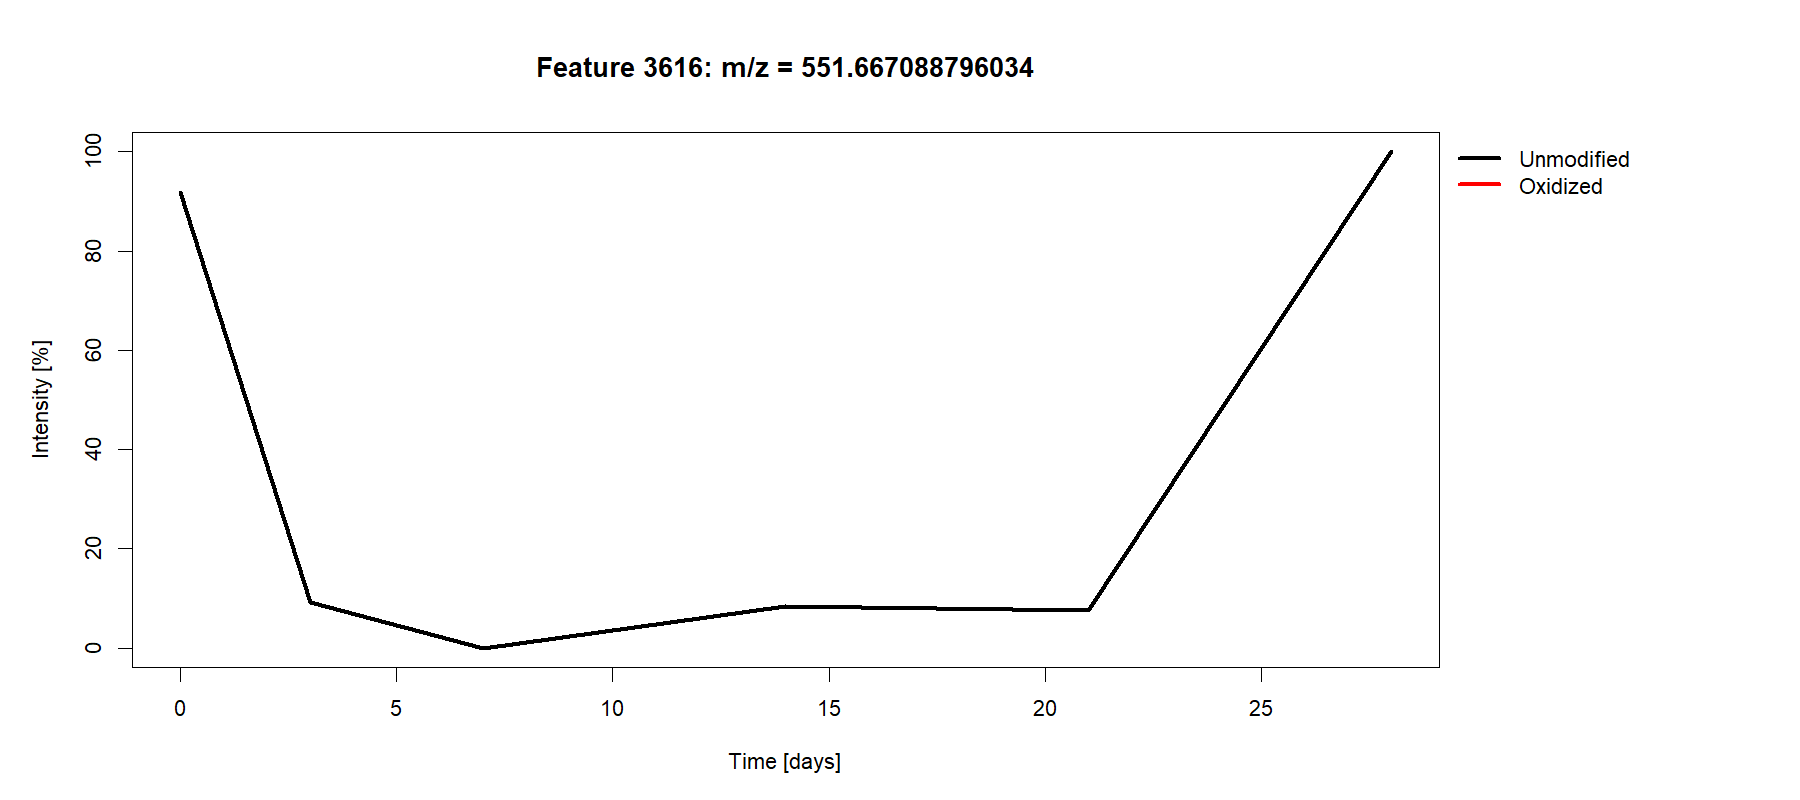 Feature 3616: m/z = 551.667088796034
Unmodified
Oxidized
Intensity [%]
100
80
60
40
20
0
0 5 10 15 20 25
Time [days]